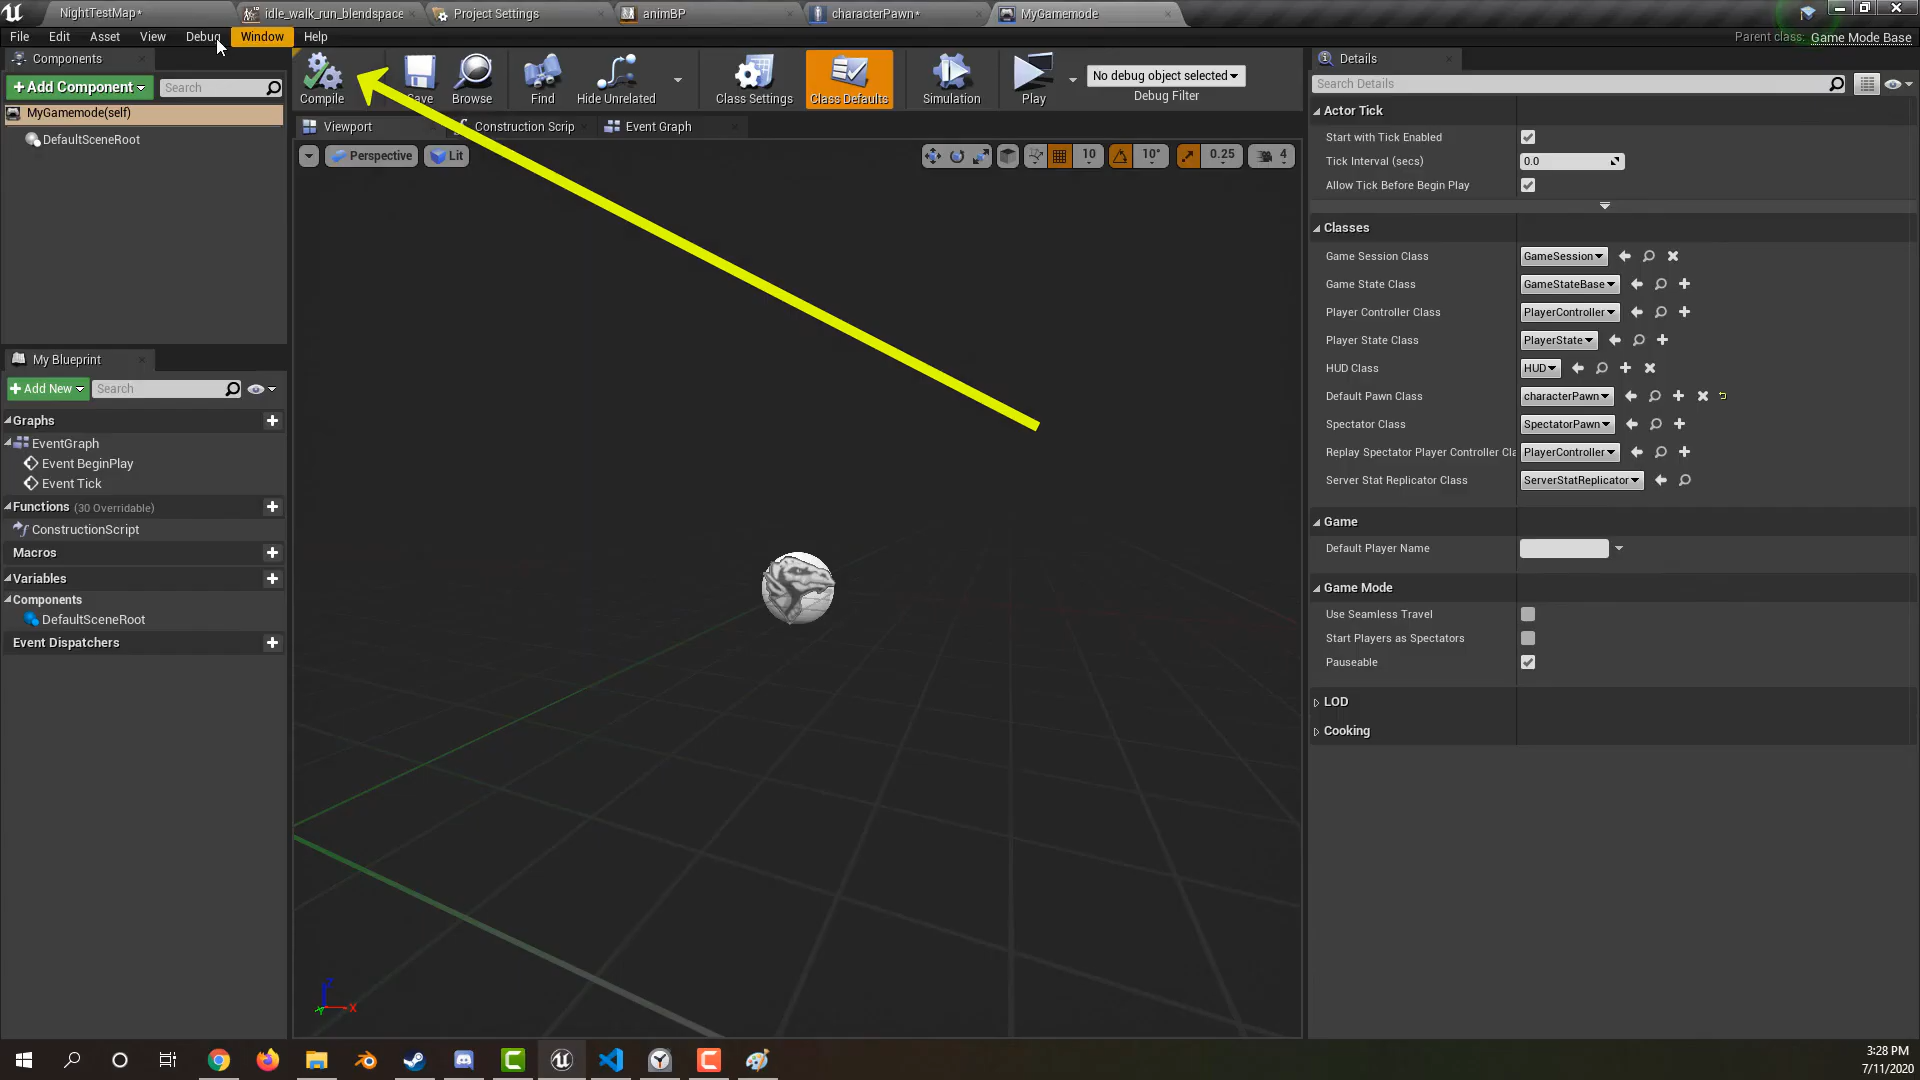 NightTestMap*
idle_walk_run_blendspace
Project Settings
animBP
characterPawn*
MyGamemode
File
Edit
Asset
View
Debug
Window
Help
Parent class: Game Mode Base
Components
+Add Component
Search
MyGamemode(self)
DefaultSceneRoot
Compile
Save
Browse
Find
Hide Unrelated
Class Settings
Class Defaults
Simulation
Play
No debug object selected
Debug Filter
Viewport
Construction Scrip
Event Graph
Perspective
Lit
10
10°
0.25
4
My Blueprint
+Add New
Search
Graphs
EventGraph
Event BeginPlay
Event Tick
Functions (30 Overridable)
ConstructionScript
Macros
Variables
Components
DefaultSceneRoot
Event Dispatchers
Z
X
Y
Details
Search Details
Actor Tick
Start with Tick Enabled
Tick Interval (secs) 0.0
Allow Tick Before Begin Play
Classes
Game Session Class GameSession
Game State Class GameStateBase
Player Controller Class PlayerController
Player State Class PlayerState
HUD Class HUD
Default Pawn Class characterPawn
Spectator Class SpectatorPawn
Replay Spectator Player Controller Cla PlayerController
Server Stat Replicator Class ServerStatReplicator
Game
Default Player Name
Game Mode
Use Seamless Travel
Start Players as Spectators
Pauseable
LOD
Cooking
3:28 PM
7/11/2020